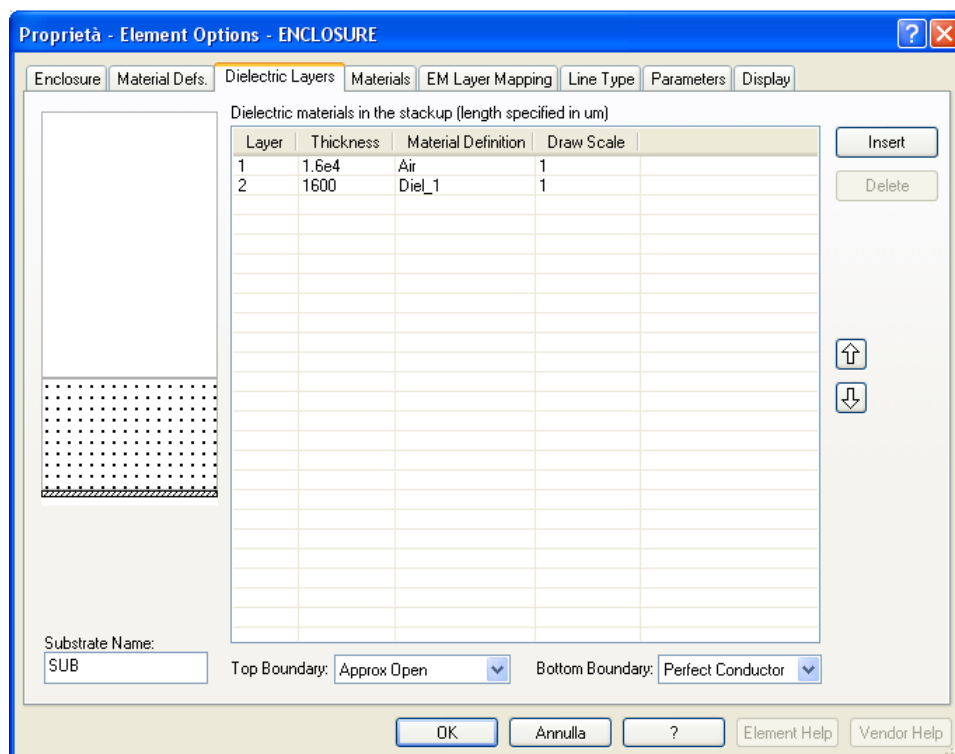 Proprietà - Element Options - ENCLOSURE
Enclosure Material Defs. Dielectric Layers Materials EM Layer Mapping Line Type Parameters Display
Dielectric materials in the stackup (length specified in um)
Layer Thickness Material Definition Draw Scale
1 1.6e4 Air 1
2 1600 Diel_1 1
Insert
Delete
Substrate Name:
SUB
Top Boundary: Approx Open Bottom Boundary: Perfect Conductor
OK Annulla ? Element Help Vendor Help